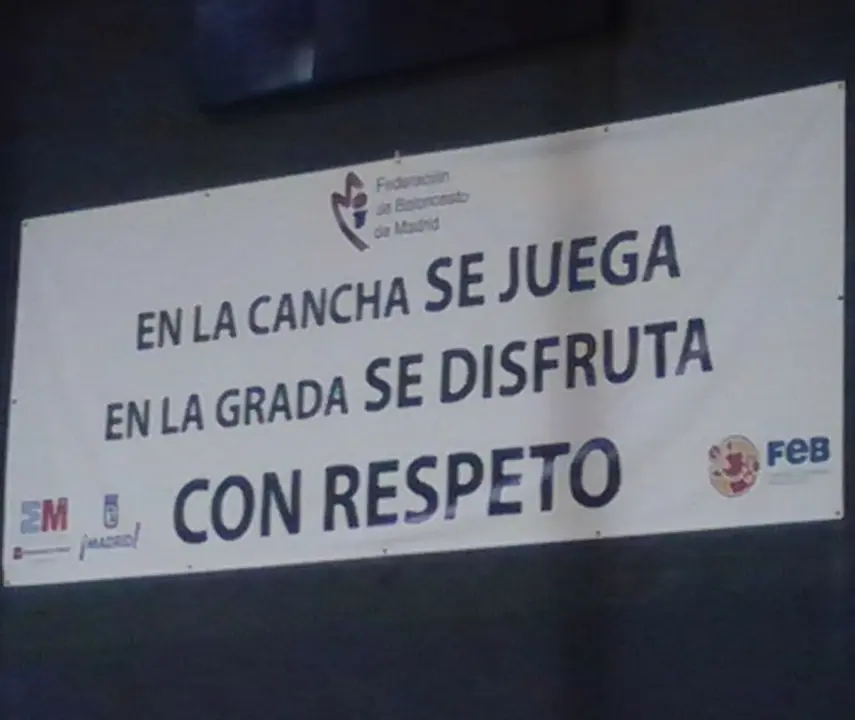 Federación
de Baloncesto
de Madrid
EN LA CANCHA SE JUEGA
EN LA GRADA SE DISFRUTA
CON RESPETO
EM
¡MADRID!
FEB